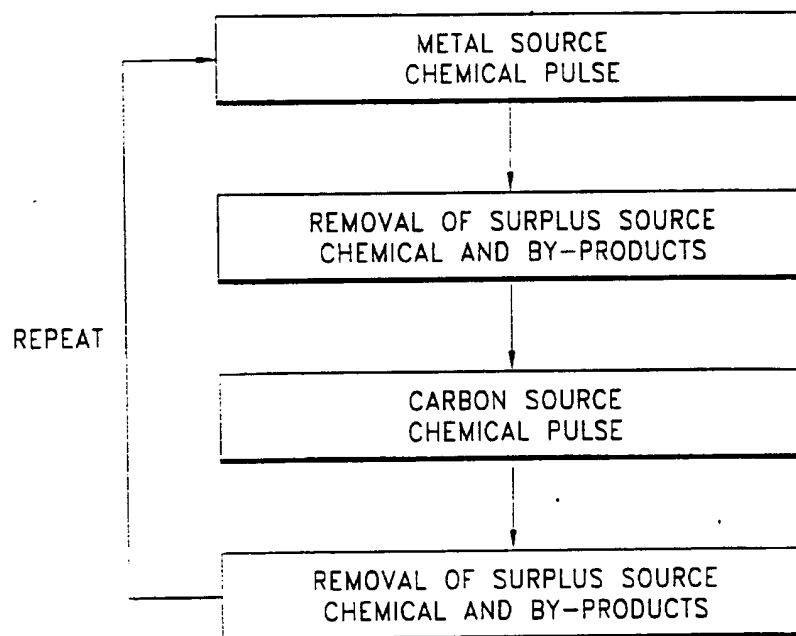 METAL SOURCE
CHEMICAL PULSE
REMOVAL OF SURPLUS SOURCE
CHEMICAL AND BY-PRODUCTS
REPEAT
CARBON SOURCE
CHEMICAL PULSE
REMOVAL OF SURPLUS SOURCE
CHEMICAL AND BY-PRODUCTS